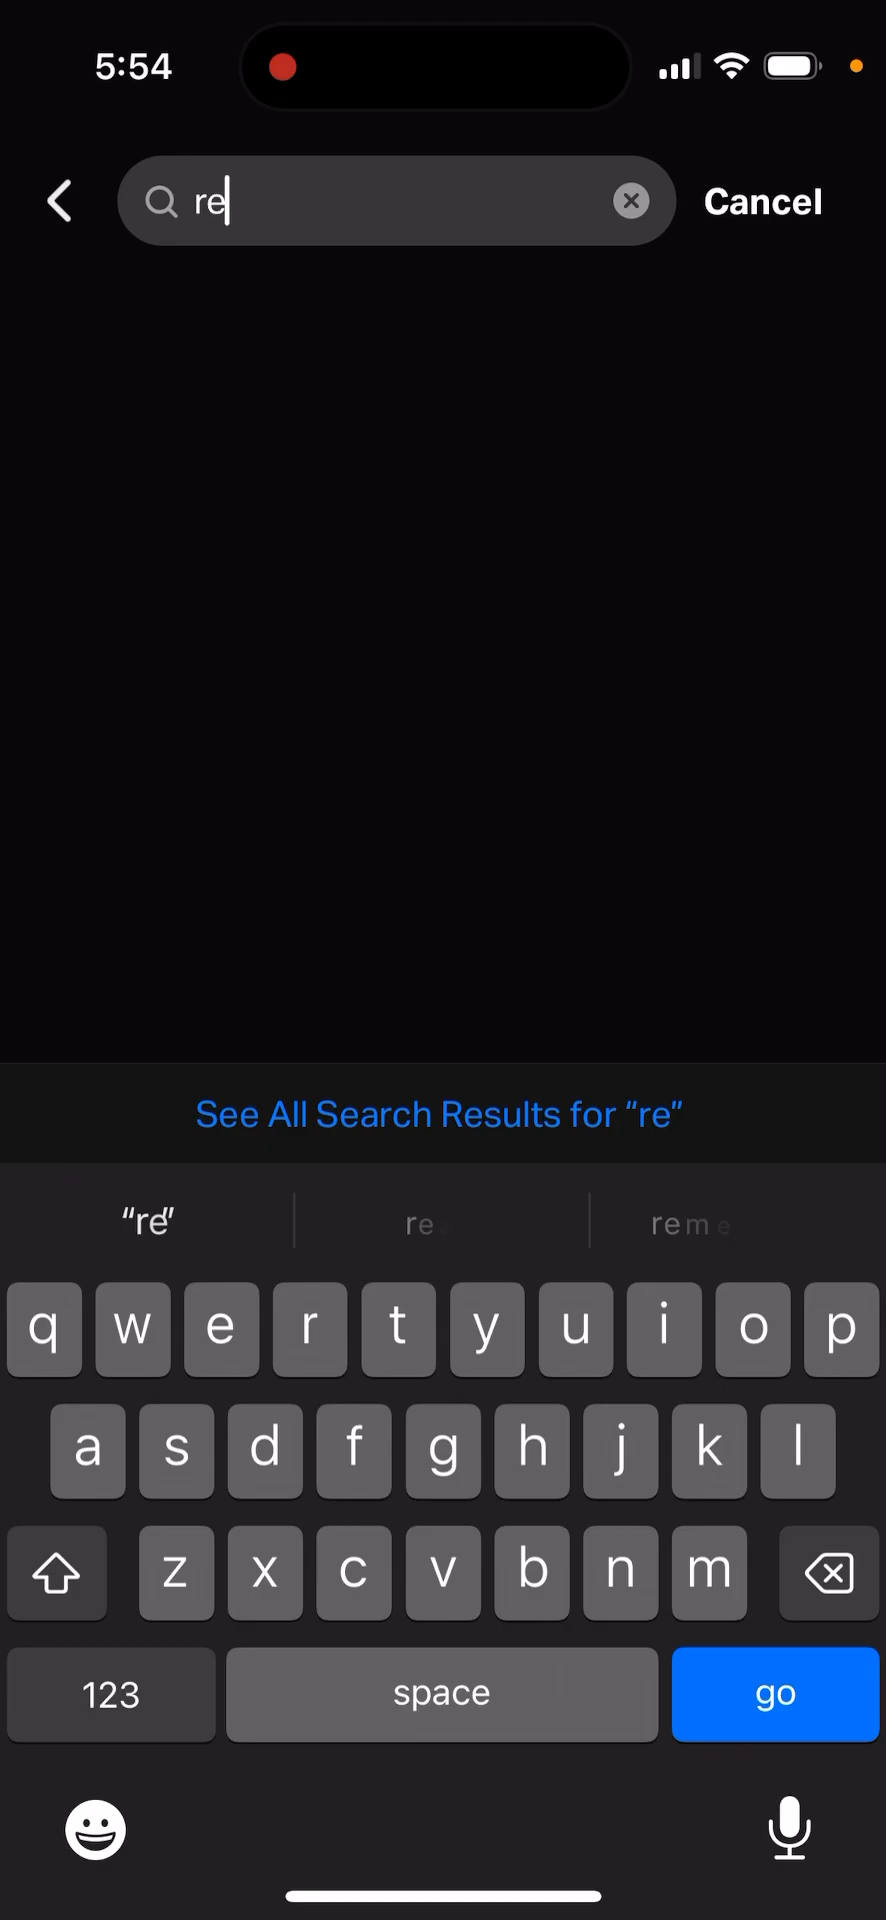 5:54
re
Cancel
See All Search Results for “re”
“re”
re
rem e
q w e r t y u i o p
a s d f g h j k l
z x c v b n m
123 space go